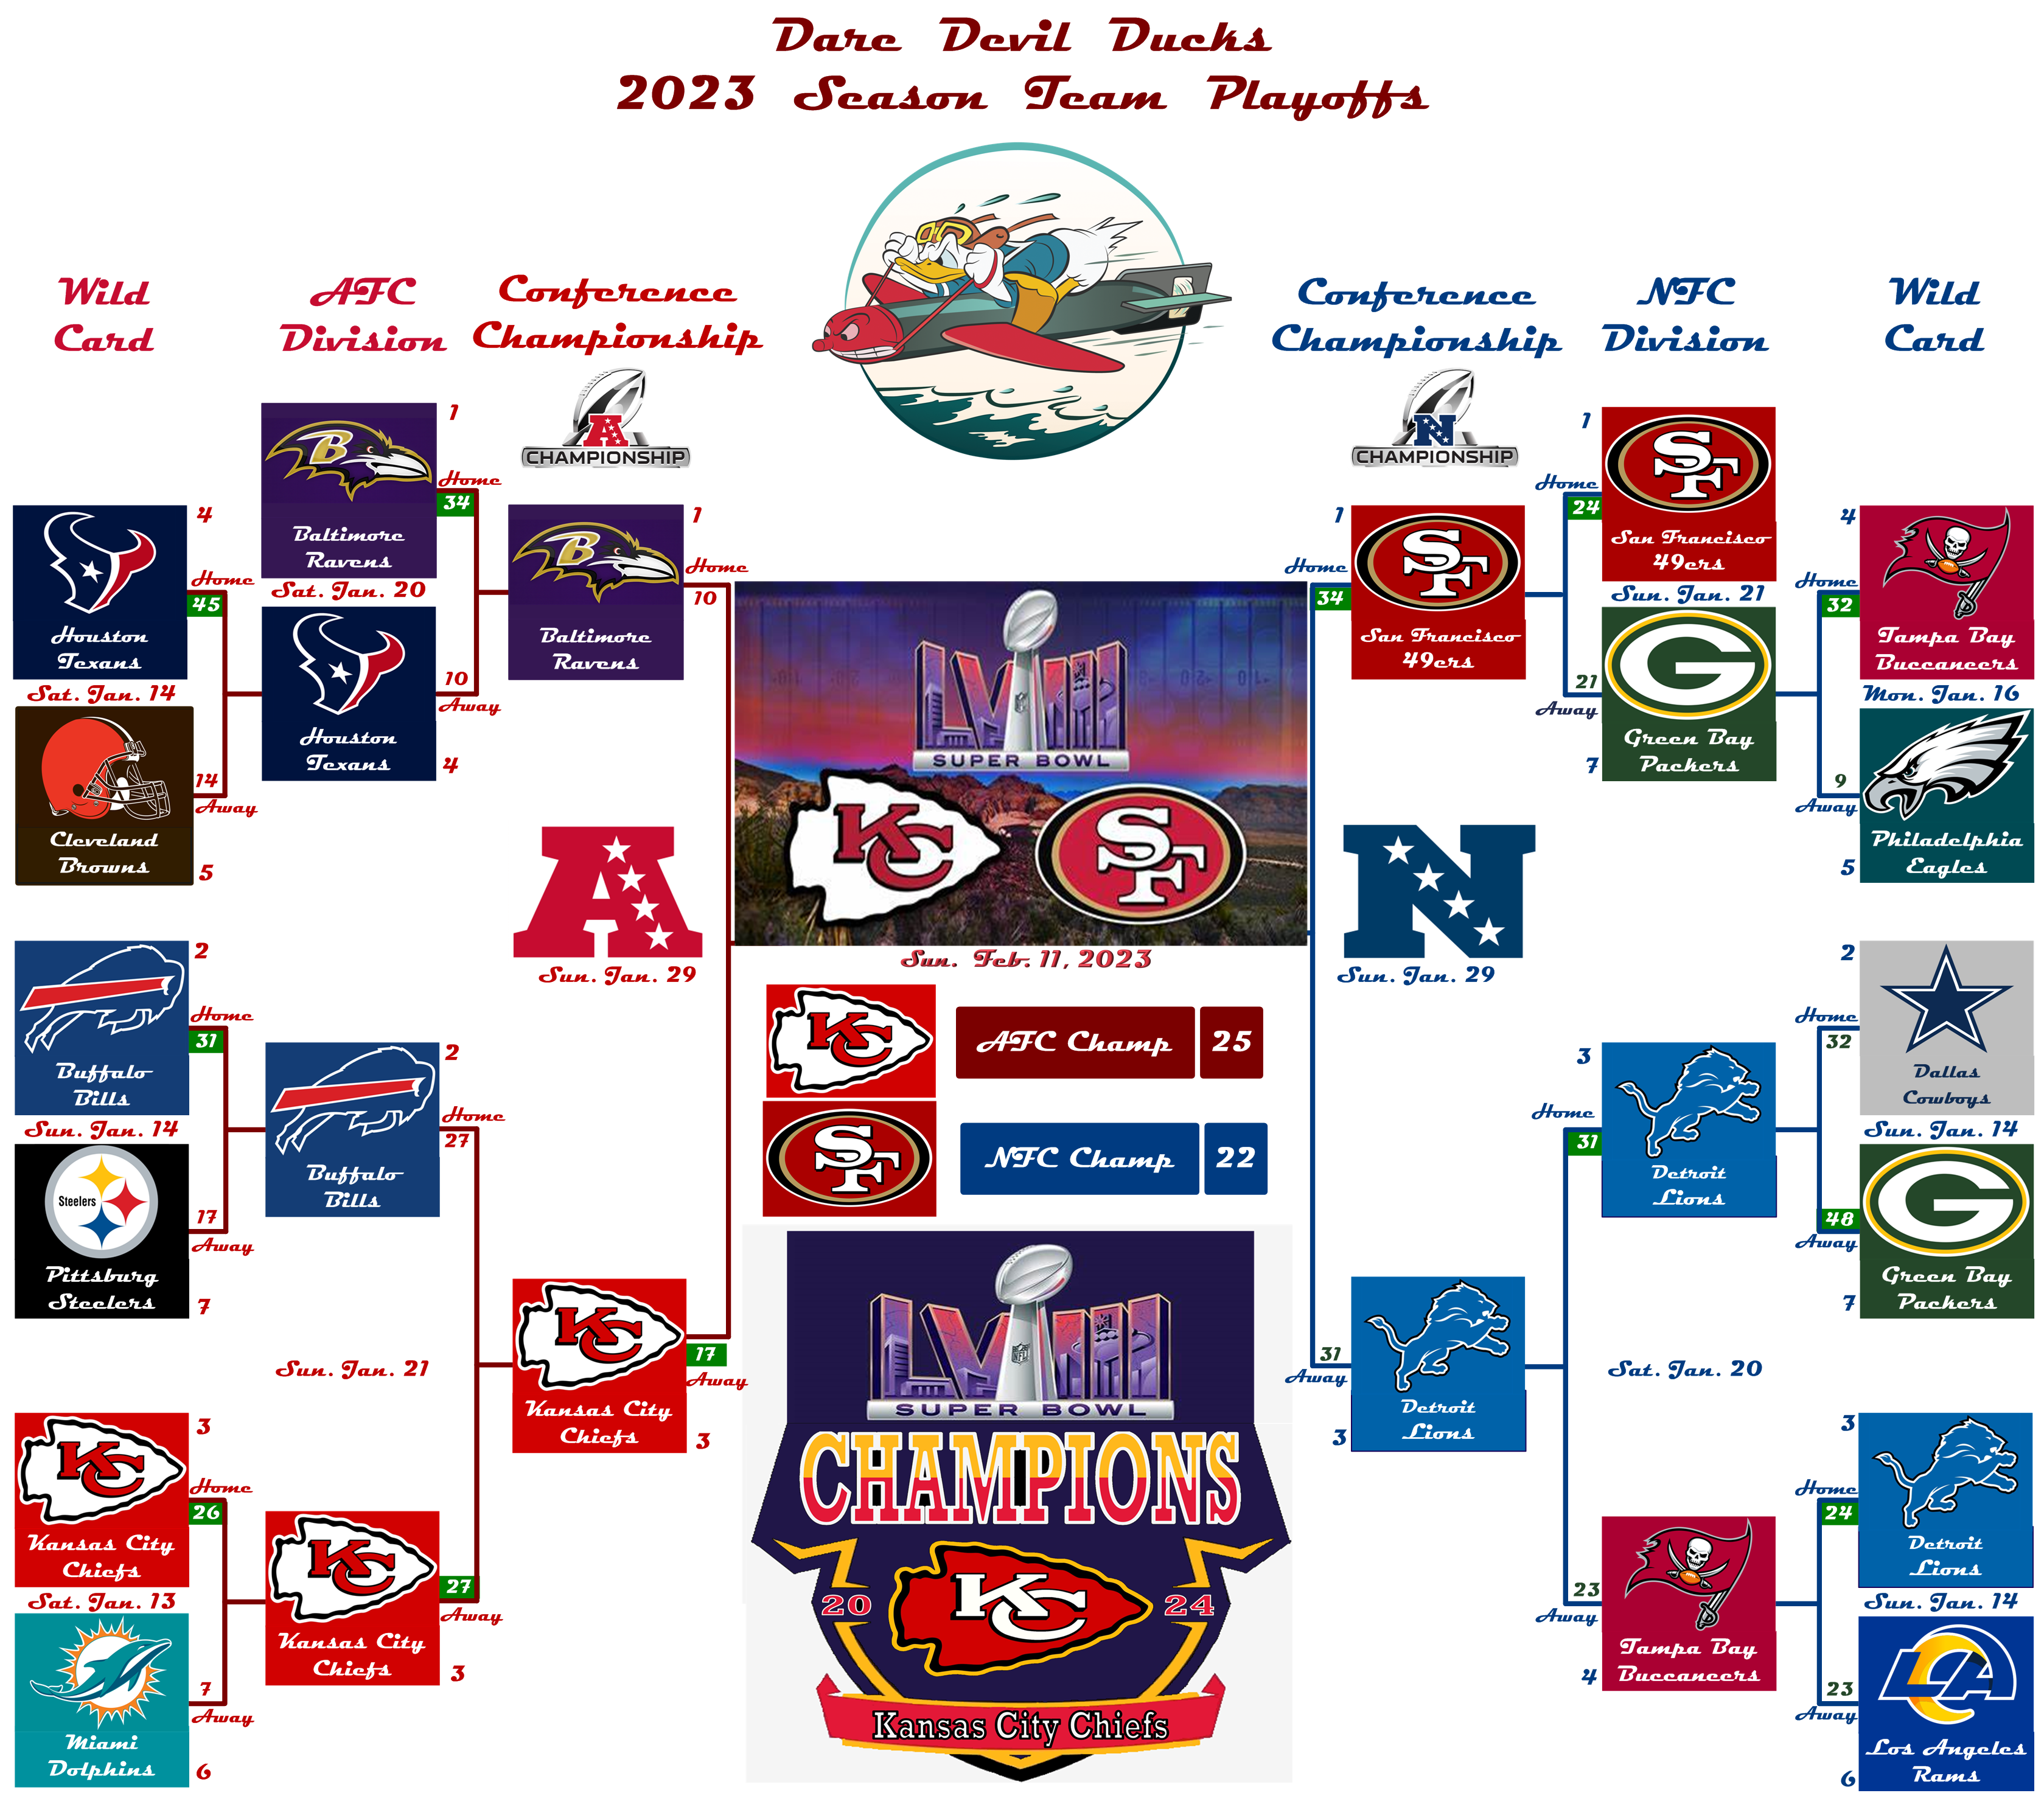 Dare Devil Ducks
2023 Season Team Playoffs
Wild
Card
AFC
Division
Conference
Championship
Conference
Championship
NFC
Division
Wild
Card
CHAMPIONSHIP
CHAMPIONSHIP
4
Home
45
Houston
Texans
Sat. Jan. 14
14
Away
Cleveland
Browns
5
2
Home
31
Buffalo
Bills
Sun. Jan. 14
Steelers
17
Away
Pittsburg
Steelers
7
3
Home
26
Kansas City
Chiefs
Sat. Jan. 13
7
Away
Miami
Dolphins
6
1
Home
34
Baltimore
Ravens
Sat. Jan. 20
10
Away
Houston
Texans
4
2
Home
27
Buffalo
Bills
Sun. Jan. 21
27
Away
Kansas City
Chiefs
3
1
Home
10
Baltimore
Ravens
A
Sun. Jan. 29
17
Away
Kansas City
Chiefs
3
LVIII
SUPER BOWL
KC
SF
Sun. Feb. 11, 2023
KC
AFC Champ 25
SF
NFC Champ 22
LVIII
SUPER BOWL
CHAMPIONS
20 KC 24
Kansas City Chiefs
1
Home
34
SF
San Francisco
49ers
N
Sun. Jan. 29
31
Away
Detroit
Lions
3
1
Home
24
SF
San Francisco
49ers
Sun. Jan. 21
21
Away
G
Green Bay
Packers
7
3
Home
31
Detroit
Lions
Sat. Jan. 20
23
Away
Tampa Bay
Buccaneers
4
4
Home
32
Tampa Bay
Buccaneers
Mon. Jan. 16
9
Away
Philadelphia
Eagles
5
2
Home
32
Dallas
Cowboys
Sun. Jan. 14
48
Away
G
Green Bay
Packers
7
3
Home
24
Detroit
Lions
Sun. Jan. 14
23
Away
LA
Los Angeles
Rams
6